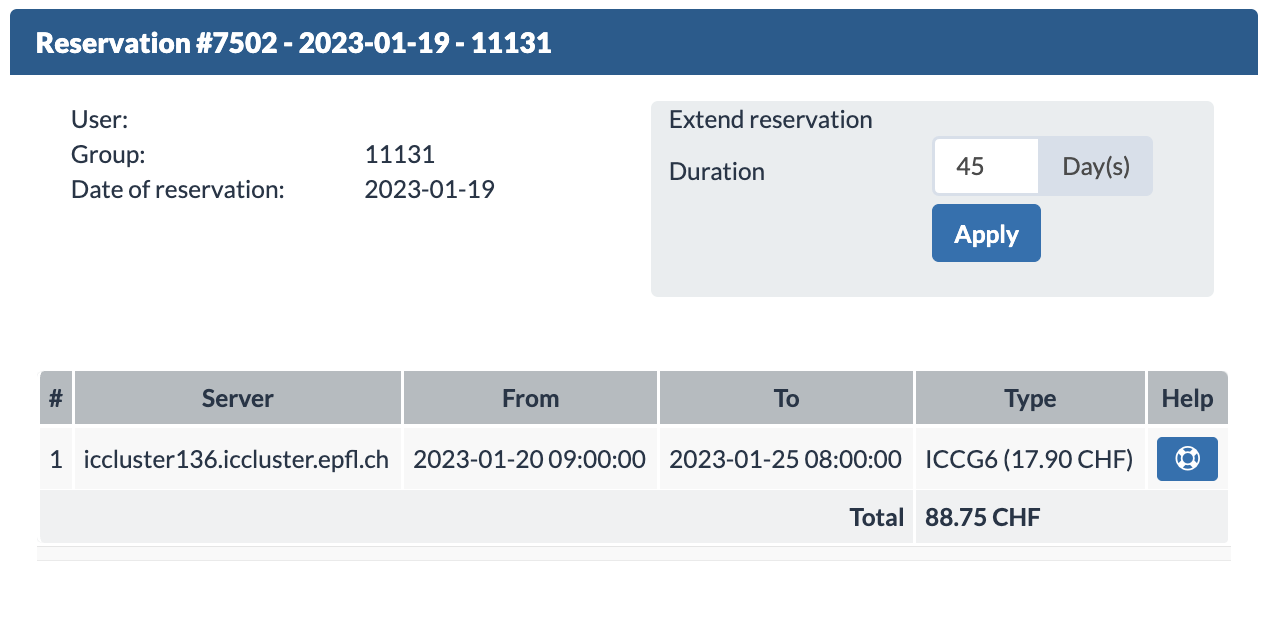 Reservation #7502 - 2023-01-19 - 11131
User:
Group: 11131
Date of reservation: 2023-01-19
Extend reservation
Duration 45 Day(s)
Apply
# Server From To Type Help
1 iccluster136.iccluster.epfl.ch 2023-01-20 09:00:00 2023-01-25 08:00:00 ICCG6 (17.90 CHF)
Total 88.75 CHF